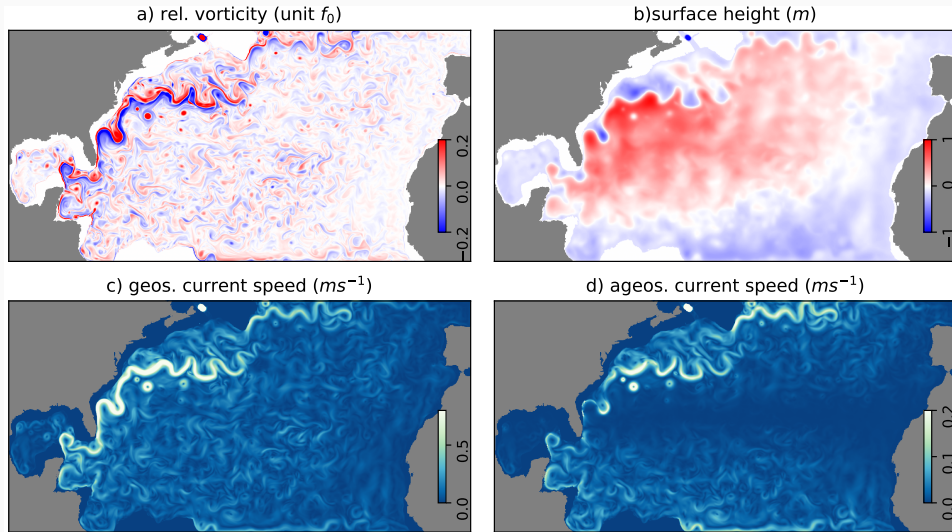 a) rel. vorticity (unit f₀)
b)surface height (m)
0.2
0.0
−0.2
1
0
−1
c) geos. current speed (ms⁻¹)
d) ageos. current speed (ms⁻¹)
0.5
0.0
0.2
0.1
0.0